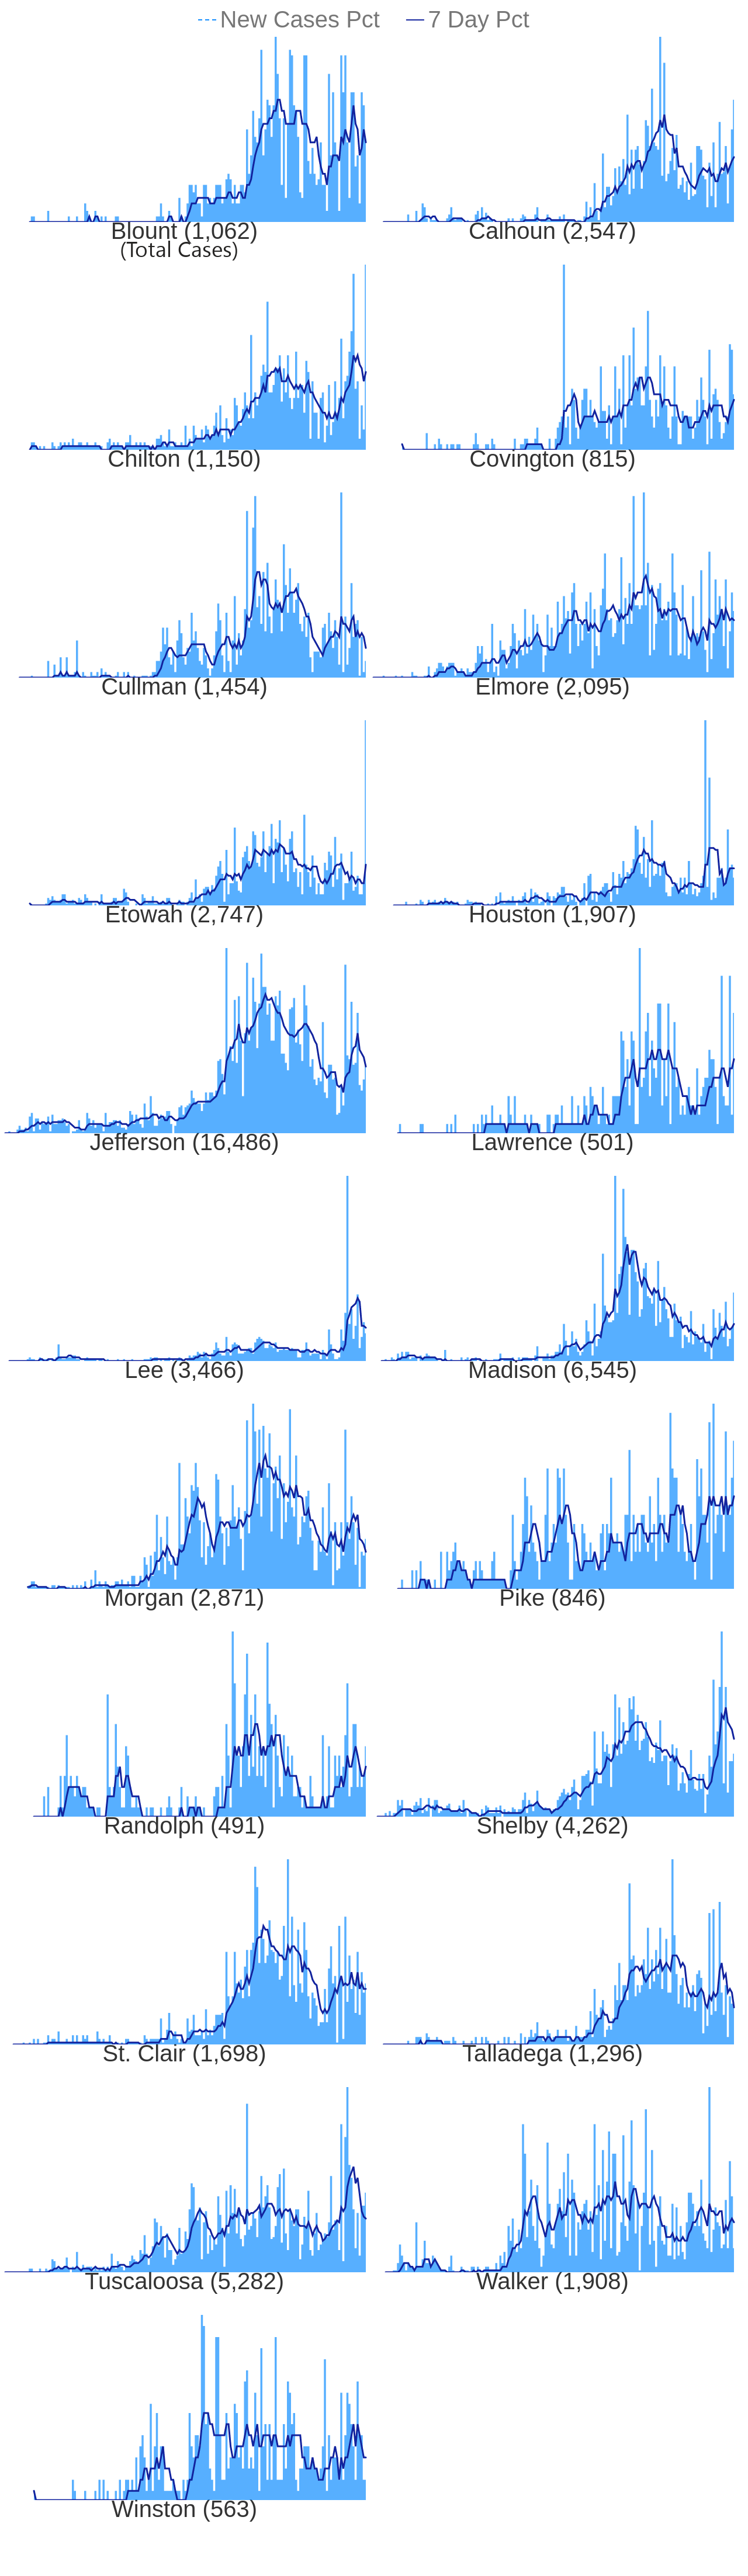 New Cases Pct 7 Day Pct
Blount (1,062) Calhoun (2,547)
(Total Cases)
Chilton (1,150) Covington (815)
Cullman (1,454) Elmore (2,095)
Etowah (2,747) Houston (1,907)
Jefferson (16,486) Lawrence (501)
Lee (3,466) Madison (6,545)
Morgan (2,871) Pike (846)
Randolph (491) Shelby (4,262)
St. Clair (1,698) Talladega (1,296)
Tuscaloosa (5,282) Walker (1,908)
Winston (563)